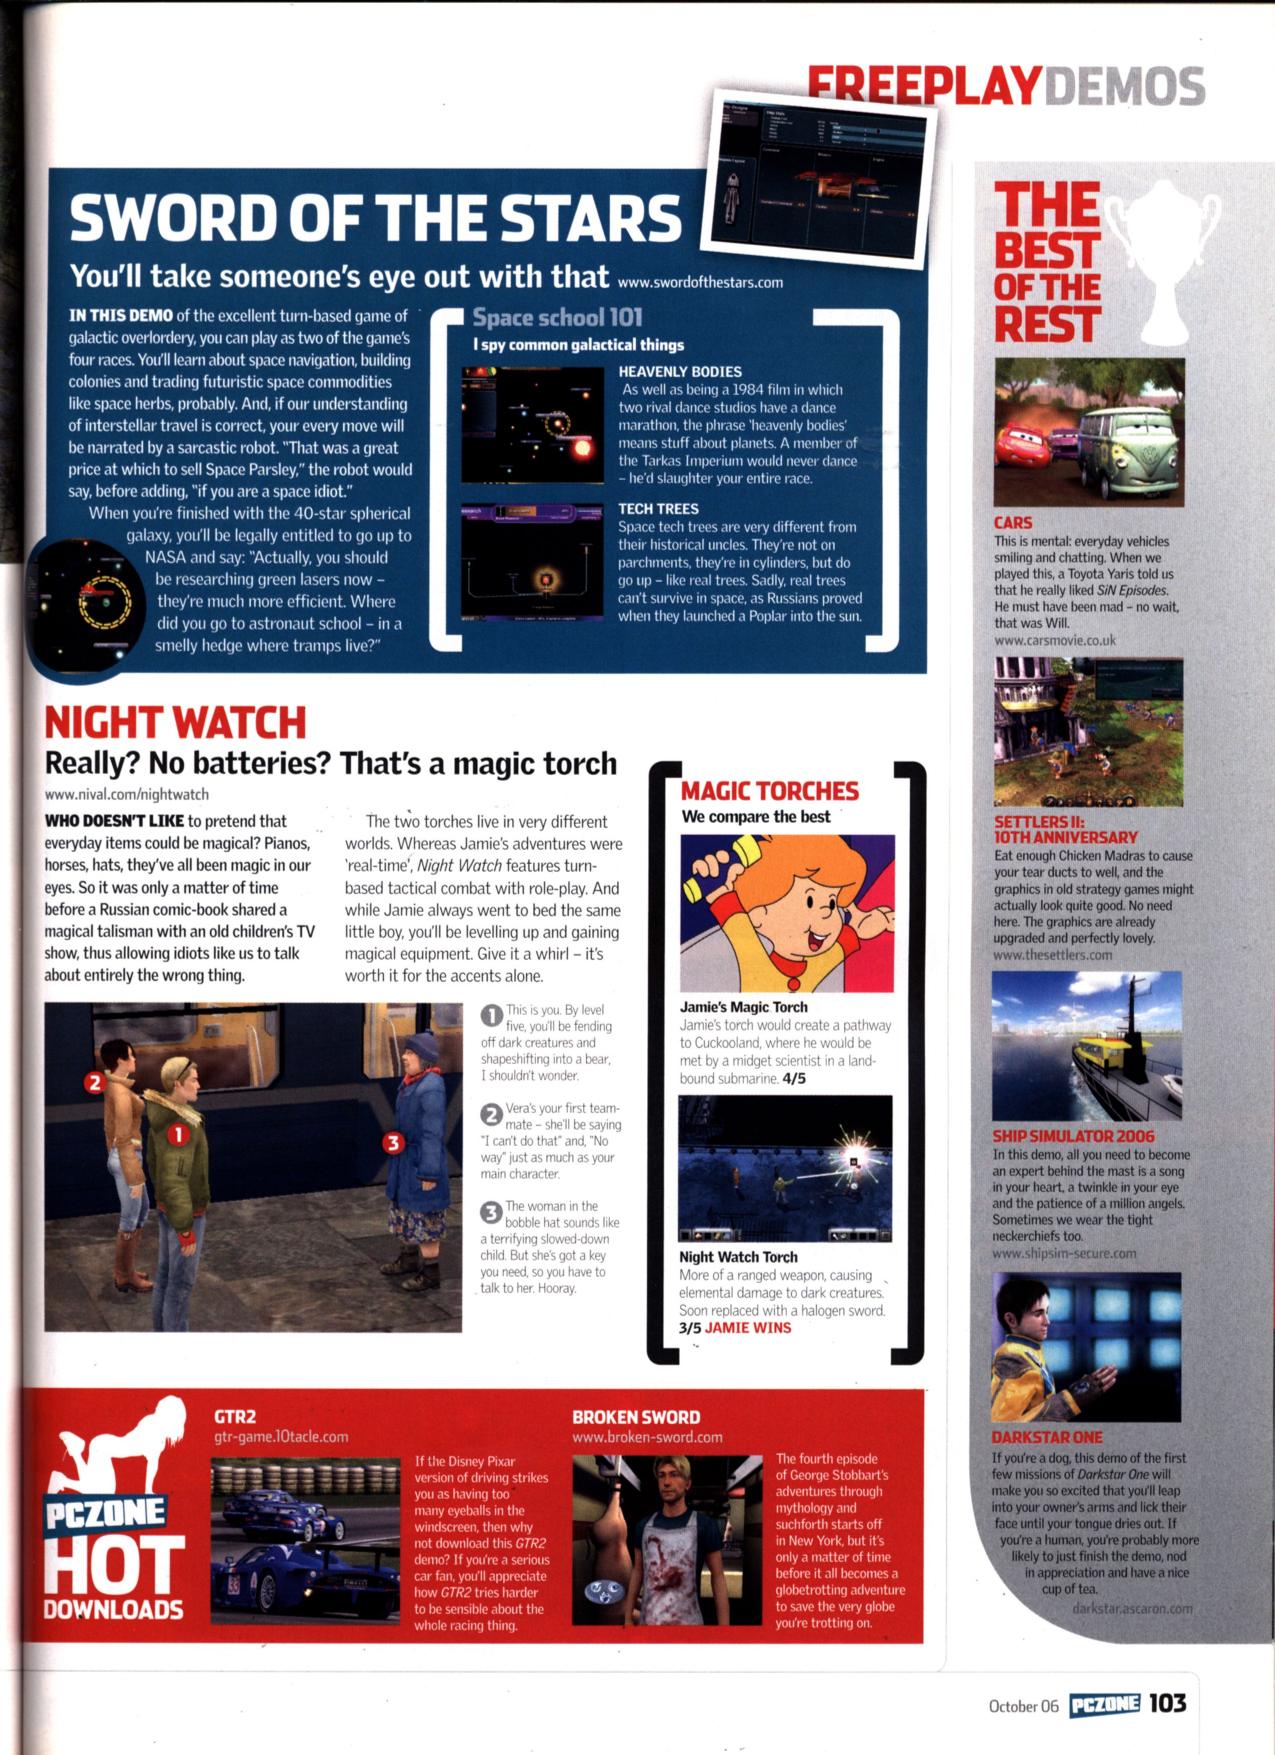 FREEPLAYDEMOS
SWORD OF THE STARS
You'll take someone's eye out with that www.swordofthestars.com
IN THIS DEMO of the excellent turn-based game of
galactic overlordery, you can play as two of the game's
four races. You'll learn about space navigation, building
colonies and trading futuristic space commodities
like space herbs, probably. And, if our understanding
of interstellar travel is correct, your every move will
be narrated by a sarcastic robot. "That was a great
price at which to sell Space Parsley," the robot would
say, before adding, "if you are a space idiot."
When you're finished with the 40-star spherical
galaxy, you'll be legally entitled to go up to
NASA and say: "Actually, you should
be researching green lasers now –
they're much more efficient. Where
did you go to astronaut school – in a
smelly hedge where tramps live?"
Space school 101
I spy common galactical things
HEAVENLY BODIES
As well as being a 1984 film in which
two rival dance studios have a dance
marathon, the phrase 'heavenly bodies'
means stuff about planets. A member of
the Tarkas Imperium would never dance
– he'd slaughter your entire race.
TECH TREES
Space tech trees are very different from
their historical uncles. They're not on
parchments, they're in cylinders, but do
go up – like real trees. Sadly, real trees
can't survive in space, as Russians proved
when they launched a Poplar into the sun.
NIGHT WATCH
Really? No batteries? That's a magic torch
www.nival.com/nightwatch
WHO DOESN'T LIKE to pretend that
everyday items could be magical? Pianos,
horses, hats, they've all been magic in our
eyes. So it was only a matter of time
before a Russian comic-book shared a
magical talisman with an old children's TV
show, thus allowing idiots like us to talk
about entirely the wrong thing.
The two torches live in very different
worlds. Whereas Jamie's adventures were
'real-time', Night Watch features turn-
based tactical combat with role-play. And
while Jamie always went to bed the same
little boy, you'll be levelling up and gaining
magical equipment. Give it a whirl – it's
worth it for the accents alone.
2
1
3
1 This is you. By level
five, you'll be fending
off dark creatures and
shapeshifting into a bear,
I shouldn't wonder.
2 Vera's your first team-
mate – she'll be saying
"I can't do that" and, "No
way" just as much as your
main character.
3 The woman in the
bobble hat sounds like
a terrifying slowed-down
child. But she's got a key
you need, so you have to
talk to her. Hooray.
MAGIC TORCHES
We compare the best
Jamie's Magic Torch
Jamie's torch would create a pathway
to Cuckooland, where he would be
met by a midget scientist in a land-
bound submarine. 4/5
Night Watch Torch
More of a ranged weapon, causing
elemental damage to dark creatures.
Soon replaced with a halogen sword.
3/5 JAMIE WINS
PCZONE
HOT
DOWNLOADS
GTR2
gtr-game.10tacle.com
If the Disney Pixar
version of driving strikes
you as having too
many eyeballs in the
windscreen, then why
not download this GTR2
demo? If you're a serious
car fan, you'll appreciate
how GTR2 tries harder
to be sensible about the
whole racing thing.
BROKEN SWORD
www.broken-sword.com
The fourth episode
of George Stobbart's
adventures through
mythology and
suchforth starts off
in New York, but it's
only a matter of time
before it all becomes a
globetrotting adventure
to save the very globe
you're trotting on.
THE
BEST
OF THE
REST
CARS
This is mental: everyday vehicles
smiling and chatting. When we
played this, a Toyota Yaris told us
that he really liked SiN Episodes.
He must have been mad – no wait,
that was Will.
www.carsmovie.co.uk
SETTLERS II:
10TH ANNIVERSARY
Eat enough Chicken Madras to cause
your tear ducts to well, and the
graphics in old strategy games might
actually look quite good. No need
here. The graphics are already
upgraded and perfectly lovely.
www.thesettlers.com
SHIP SIMULATOR 2006
In this demo, all you need to become
an expert behind the mast is a song
in your heart, a twinkle in your eye
and the patience of a million angels.
Sometimes we wear the tight
neckerchiefs too.
www.shipsim-secure.com
DARKSTAR ONE
If you're a dog, this demo of the first
few missions of Darkstar One will
make you so excited that you'll leap
into your owner's arms and lick their
face until your tongue dries out. If
you're a human, you're probably more
likely to just finish the demo, nod
in appreciation and have a nice
cup of tea.
darkstar.ascaron.com
October 06 PCZONE 103